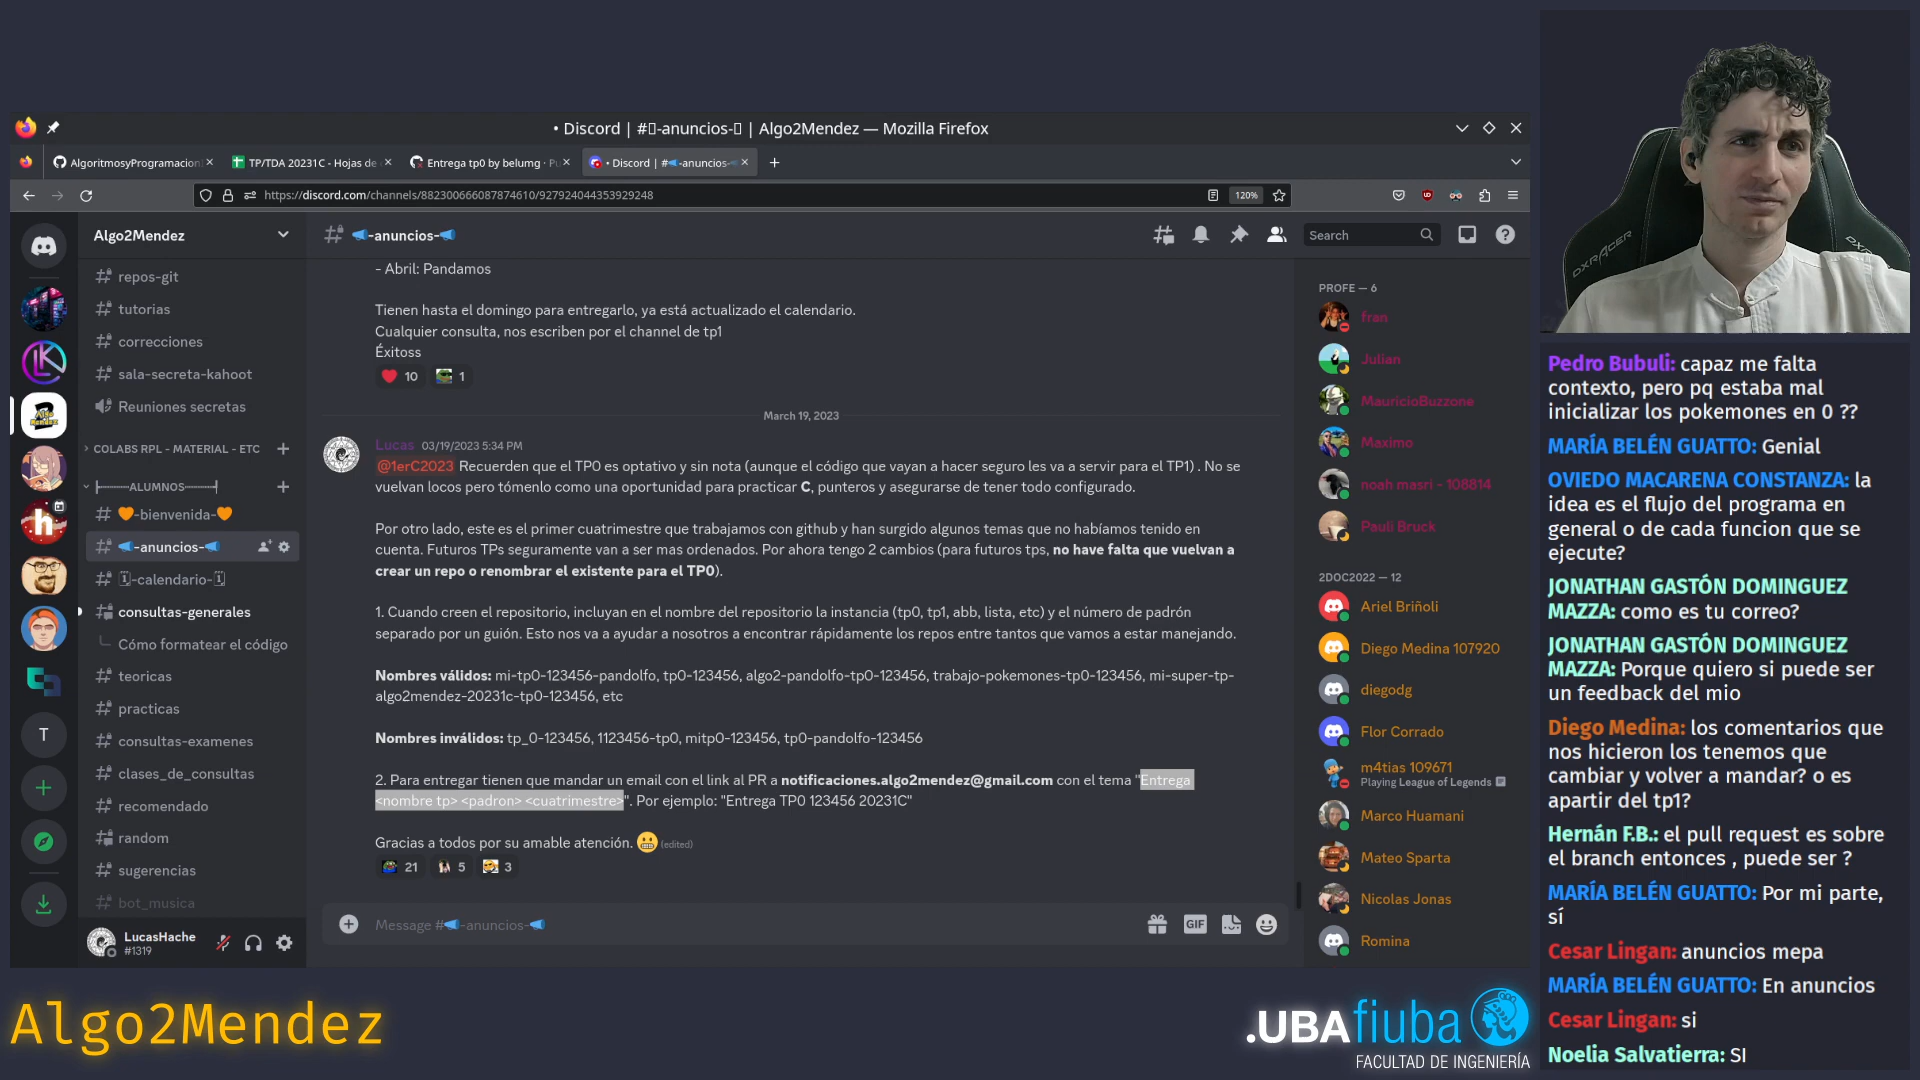 • Discord | #▯-anuncios-▯ | Algo2Mendez — Mozilla Firefox
AlgoritmosyProgramacion
TP/TDA 20231C - Hojas de
Entrega tp0 by belumg · Pu
• Discord | #📣-anuncios-📣
https://discord.com/channels/882300666087874610/927924044353929248
120%
Algo2Mendez
repos-git
tutorias
correcciones
sala-secreta-kahoot
Reuniones secretas
COLABS RPL - MATERIAL - ETC
ALUMNOS
🧡-bienvenida-🧡
📣-anuncios-📣
-calendario-
consultas-generales
Cómo formatear el código
teoricas
practicas
consultas-examenes
clases_de_consultas
recomendado
random
sugerencias
bot_musica
LucasHache
#1319
T
h
📣-anuncios-📣
Search
- Abril: Pandamos
Tienen hasta el domingo para entregarlo, ya está actualizado el calendario.
Cualquier consulta, nos escriben por el channel de tp1
Éxitoss
10
1
March 19, 2023
Lucas 03/19/2023 5:34 PM
@1erC2023 Recuerden que el TP0 es optativo y sin nota (aunque el código que vayan a hacer seguro les va a servir para el TP1) . No se
vuelvan locos pero tómenlo como una oportunidad para practicar C, punteros y asegurarse de tener todo configurado.
Por otro lado, este es el primer cuatrimestre que trabajamos con github y han surgido algunos temas que no habíamos tenido en
cuenta. Futuros TPs seguramente van a ser mas ordenados. Por ahora tengo 2 cambios (para futuros tps, no have falta que vuelvan a
crear un repo o renombrar el existente para el TP0).
1. Cuando creen el repositorio, incluyan en el nombre del repositorio la instancia (tp0, tp1, abb, lista, etc) y el número de padrón
separado por un guión. Esto nos va a ayudar a nosotros a encontrar rápidamente los repos entre tantos que vamos a estar manejando.
Nombres válidos: mi-tp0-123456-pandolfo, tp0-123456, algo2-pandolfo-tp0-123456, trabajo-pokemones-tp0-123456, mi-super-tp-
algo2mendez-20231c-tp0-123456, etc
Nombres inválidos: tp_0-123456, 1123456-tp0, mitp0-123456, tp0-pandolfo-123456
2. Para entregar tienen que mandar un email con el link al PR a notificaciones.algo2mendez@gmail.com con el tema "Entrega
<nombre tp> <padron> <cuatrimestre>". Por ejemplo: "Entrega TP0 123456 20231C"
Gracias a todos por su amable atención. 😬 (edited)
21
5
3
Message #📣-anuncios-📣
GIF
PROFE — 6
fran
Julian
MauricioBuzzone
Maximo
noah masri - 108814
Pauli Bruck
2DOC2022 — 12
Ariel Briñoli
Diego Medina 107920
diegodg
Flor Corrado
m4tias 109671
Playing League of Legends
Marco Huamani
Mateo Sparta
Nicolas Jonas
Romina
DXRACER
Pedro Bubuli: capaz me falta
contexto, pero pq estaba mal
inicializar los pokemones en 0 ??
MARÍA BELÉN GUATTO: Genial
OVIEDO MACARENA CONSTANZA: la
idea es el flujo del programa en
general o de cada funcion que se
ejecute?
JONATHAN GASTÓN DOMINGUEZ
MAZZA: como es tu correo?
JONATHAN GASTÓN DOMINGUEZ
MAZZA: Porque quiero si puede ser
un feedback del mio
Diego Medina: los comentarios que
nos hicieron los tenemos que
cambiar y volver a mandar? o es
apartir del tp1?
Hernán F.B.: el pull request es sobre
el branch entonces , puede ser ?
MARÍA BELÉN GUATTO: Por mi parte,
sí
Cesar Lingan: anuncios mepa
MARÍA BELÉN GUATTO: En anuncios
Cesar Lingan: si
Noelia Salvatierra: SI
Algo2Mendez
.UBAfiuba
FACULTAD DE INGENIERÍA